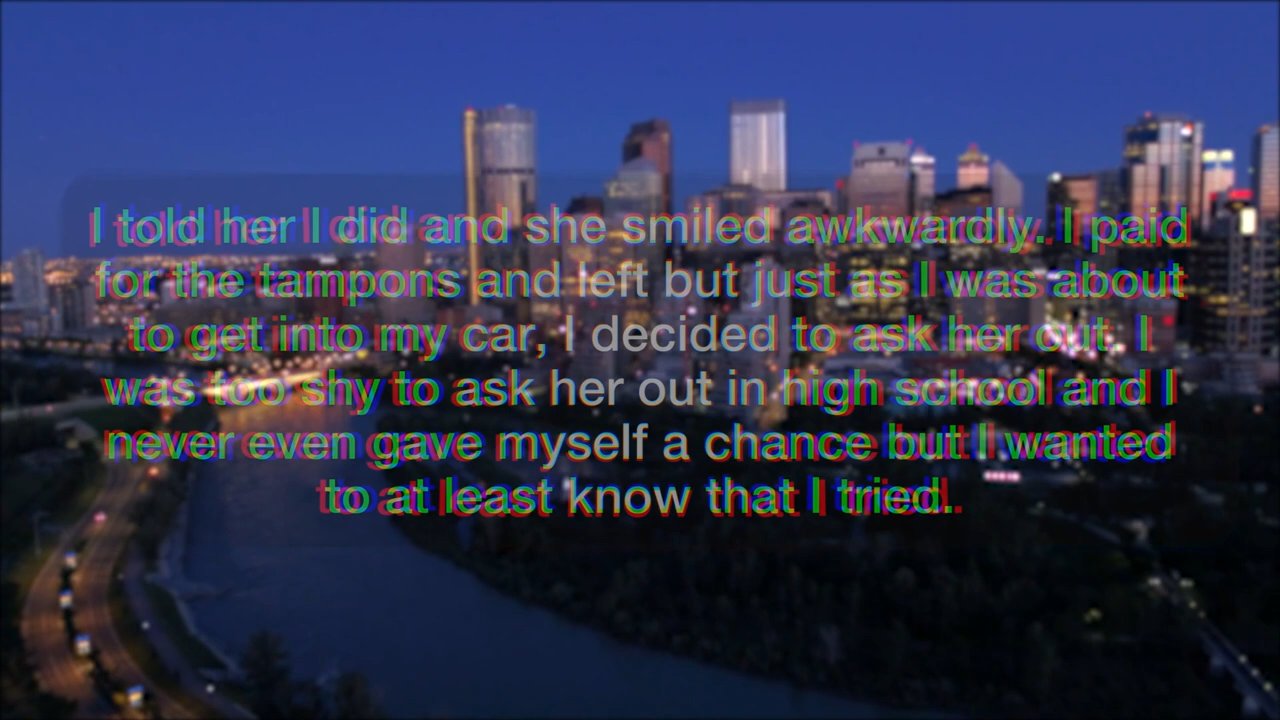 I told her I did and she smiled awkwardly. I paid
for the tampons and left but just as I was about
to get into my car, I decided to ask her out. I
was too shy to ask her out in high school and I
never even gave myself a chance but I wanted
to at least know that I tried.